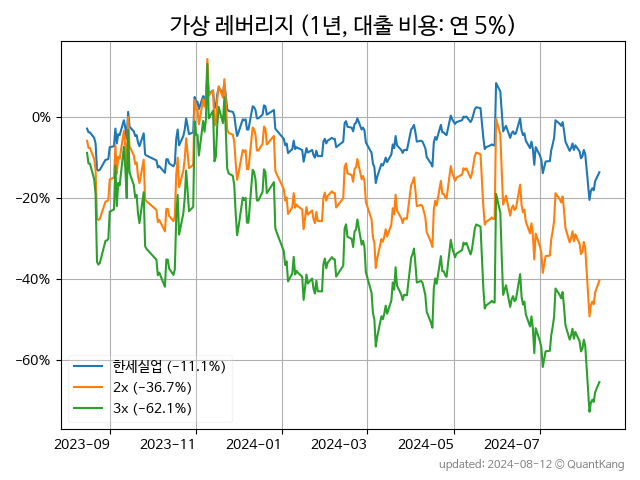 가상 레버리지 (1년, 대출 비용: 연 5%)
0%
−20%
−40%
−60%
한세실업 (−11.1%)
2x (−36.7%)
3x (−62.1%)
2023-09 2023-11 2024-01 2024-03 2024-05 2024-07
updated: 2024-08-12 © QuantKang